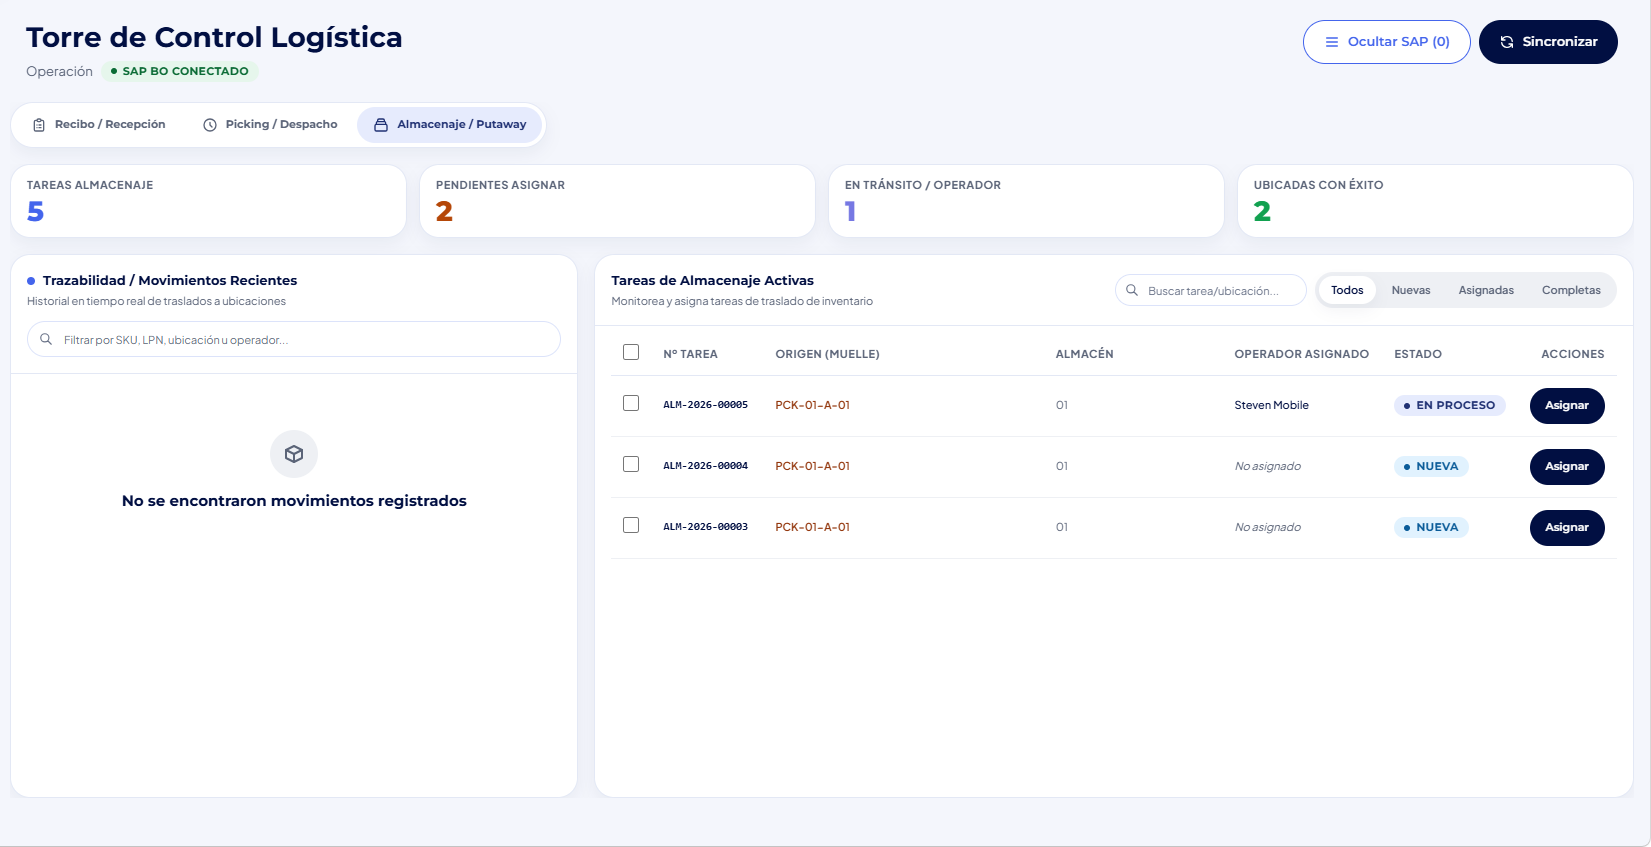 Torre de Control Logística
Operación
SAP BO CONECTADO
Ocultar SAP (0)
Sincronizar
Recibo / Recepción
Picking / Despacho
Almacenaje / Putaway
TAREAS ALMACENAJE
5
PENDIENTES ASIGNAR
2
EN TRÁNSITO / OPERADOR
1
UBICADAS CON ÉXITO
2
Trazabilidad / Movimientos Recientes
Historial en tiempo real de traslados a ubicaciones
Filtrar por SKU, LPN, ubicación u operador...
No se encontraron movimientos registrados
Tareas de Almacenaje Activas
Monitorea y asigna tareas de traslado de inventario
Buscar tarea/ubicación...
Todos Nuevas Asignadas Completas
Nº TAREA ORIGEN (MUELLE) ALMACÉN OPERADOR ASIGNADO ESTADO ACCIONES
ALM-2026-00005 PCK-01-A-01 01 Steven Mobile EN PROCESO Asignar
ALM-2026-00004 PCK-01-A-01 01 No asignado NUEVA Asignar
ALM-2026-00003 PCK-01-A-01 01 No asignado NUEVA Asignar